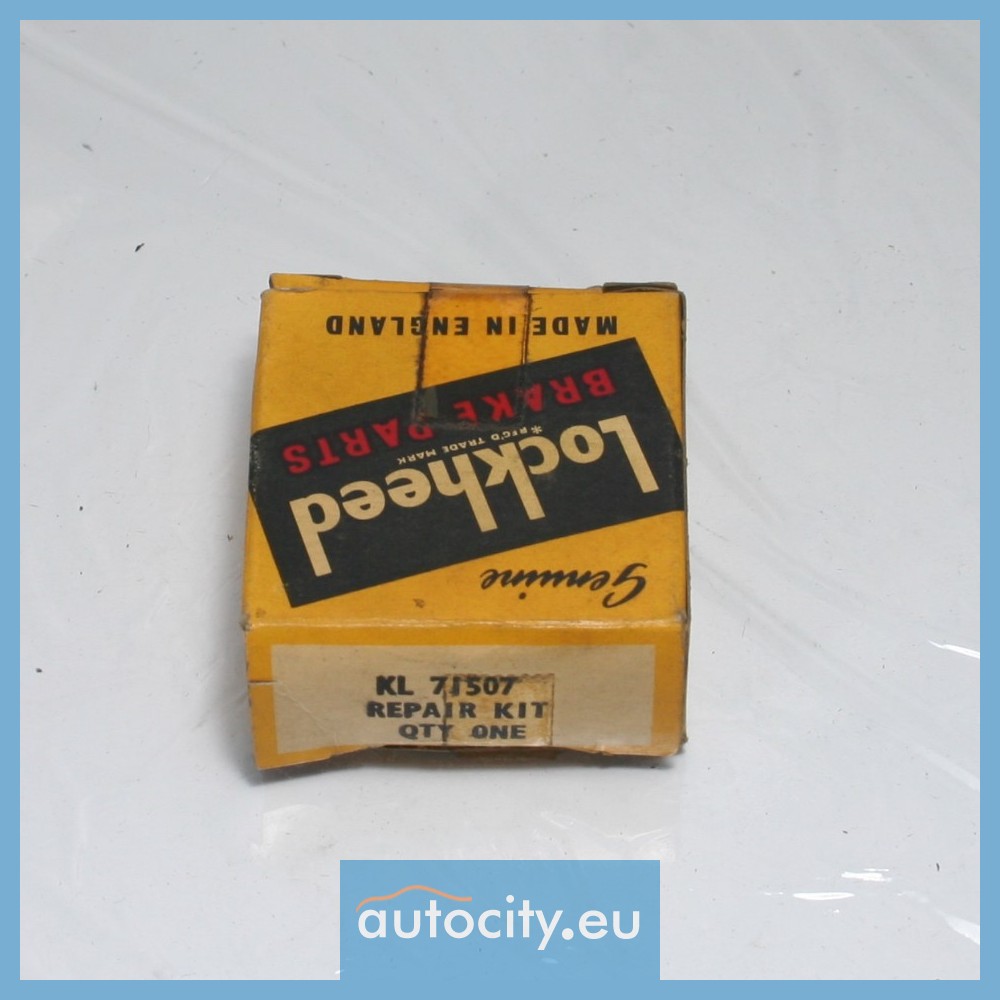 MADE IN ENGLAND
BRAKE PARTS
*REG'D TRADE MARK
Lockheed
Genuine
KL 71507
REPAIR KIT
QTY ONE
autocity.eu